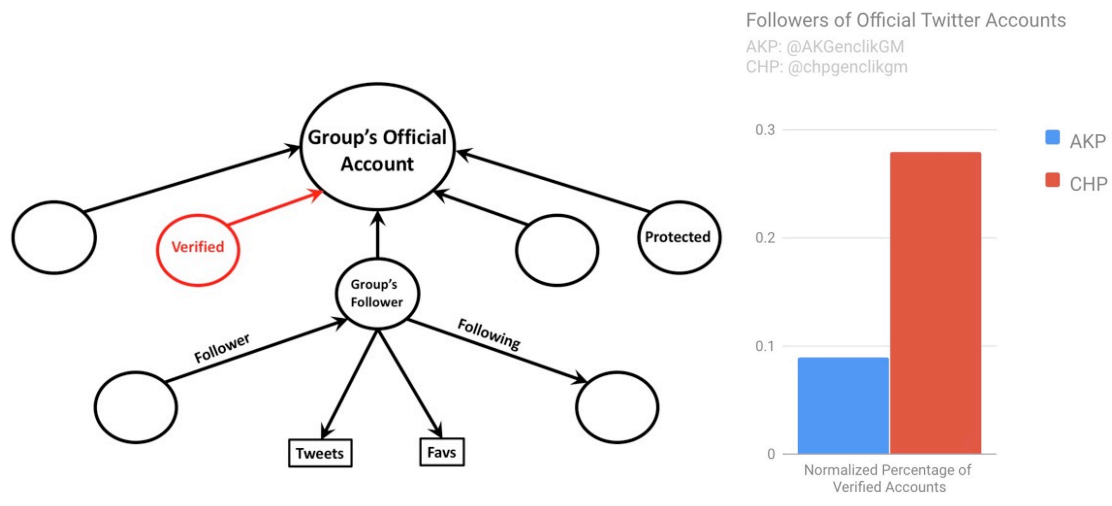 Group's Official
Account
Verified
Protected
Group's
Follower
Follower
Following
Tweets
Favs
Followers of Official Twitter Accounts
AKP: @AKGenclikGM
CHP: @chpgenclikgm
0.3
0.2
0.1
0
AKP
CHP
Normalized Percentage of
Verified Accounts